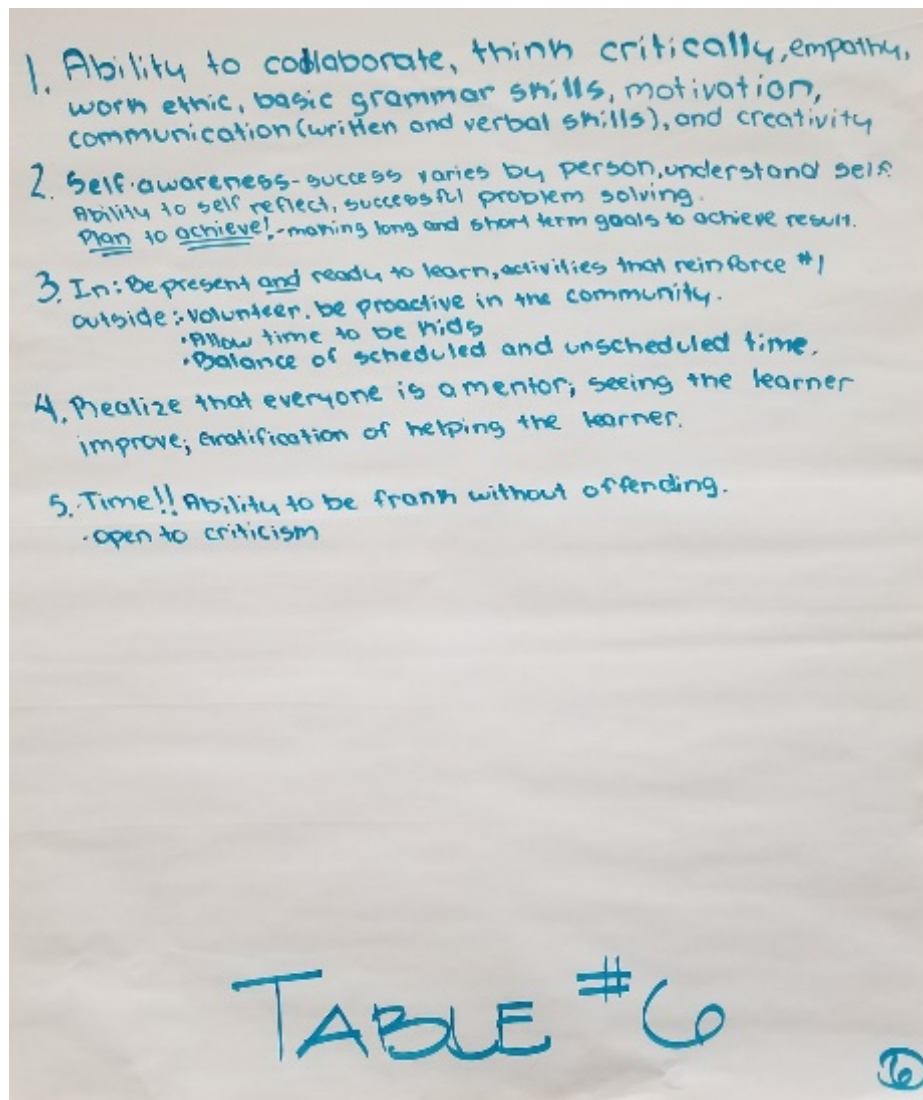 1. Ability to collaborate, think critically, empathy,
work ethic, basic grammar skills, motivation,
communication (written and verbal skills), and creativity
2. Self-awareness - success varies by person, understand self.
Ability to self reflect, successful problem solving.
Plan to achieve! - making long and short term goals to achieve result.
3. In: Be present and ready to learn, activities that reinforce #1
outside: volunteer. be proactive in the community.
• Allow time to be kids
• Balance of scheduled and unscheduled time.
4. Realize that everyone is a mentor; seeing the learner
improve; Gratification of helping the learner.
5. Time!! Ability to be frank without offending.
• open to criticism
TABLE #6